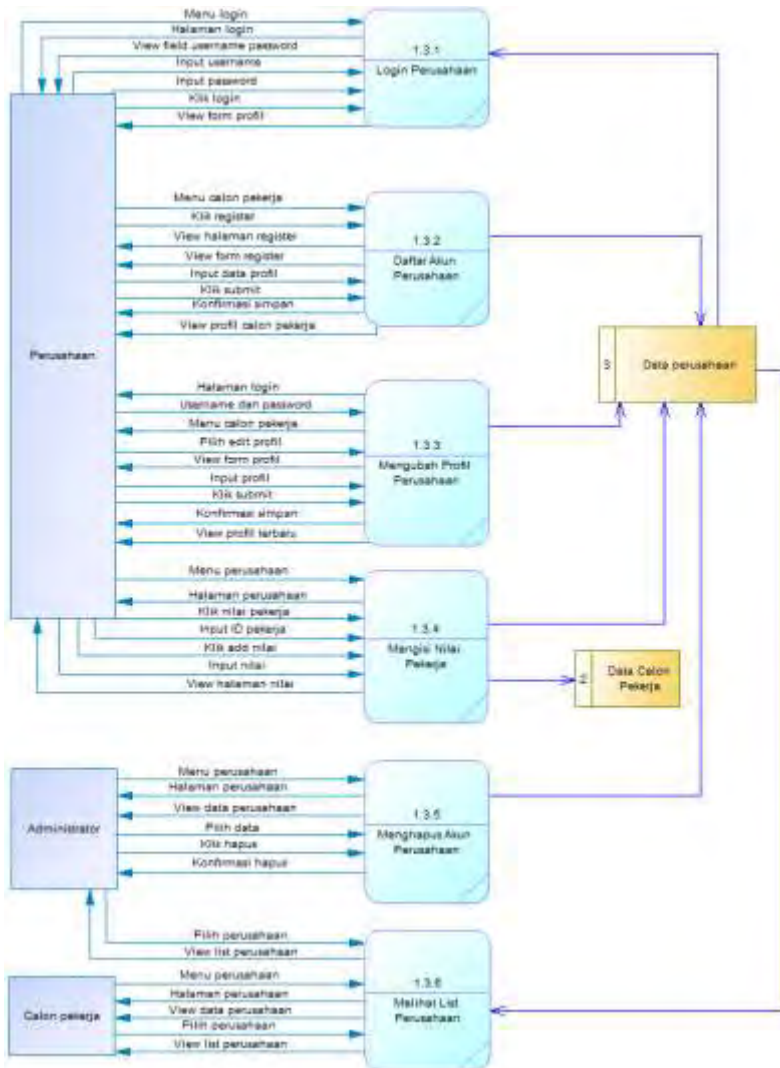 Menu login
Halaman login
View field username password
Input username
Input password
Klik login
View form profil
1.3.1
Login Perusahaan
Perusahaan
Menu calon pekerja
Klik register
View halaman register
View form register
Input data profil
Klik submit
Konfirmasi simpan
View profil calon pekerja
1.3.2
Daftar Akun
Perusahaan
Data perusahaan
Halaman login
Username dan password
Menu calon pekerja
Pilih edit profil
View form profil
Input profil
Klik submit
Konfirmasi simpan
View profil terbaru
1.3.3
Mengubah Profil
Perusahaan
Menu perusahaan
Halaman perusahaan
Klik nilai pekerja
Input ID pekerja
Klik add nilai
Input nilai
View halaman nilai
1.3.4
Mengisi Nilai
Pekerja
Data Calon
Pekerja
Administrator
Menu perusahaan
Halaman perusahaan
View data perusahaan
Pilih data
Klik hapus
Konfirmasi hapus
1.3.5
Menghapus Akun
Perusahaan
Pilih perusahaan
View list perusahaan
Calon pekerja
Menu perusahaan
Halaman perusahaan
View data perusahaan
Pilih perusahaan
View list perusahaan
1.3.6
Melihat List
Perusahaan